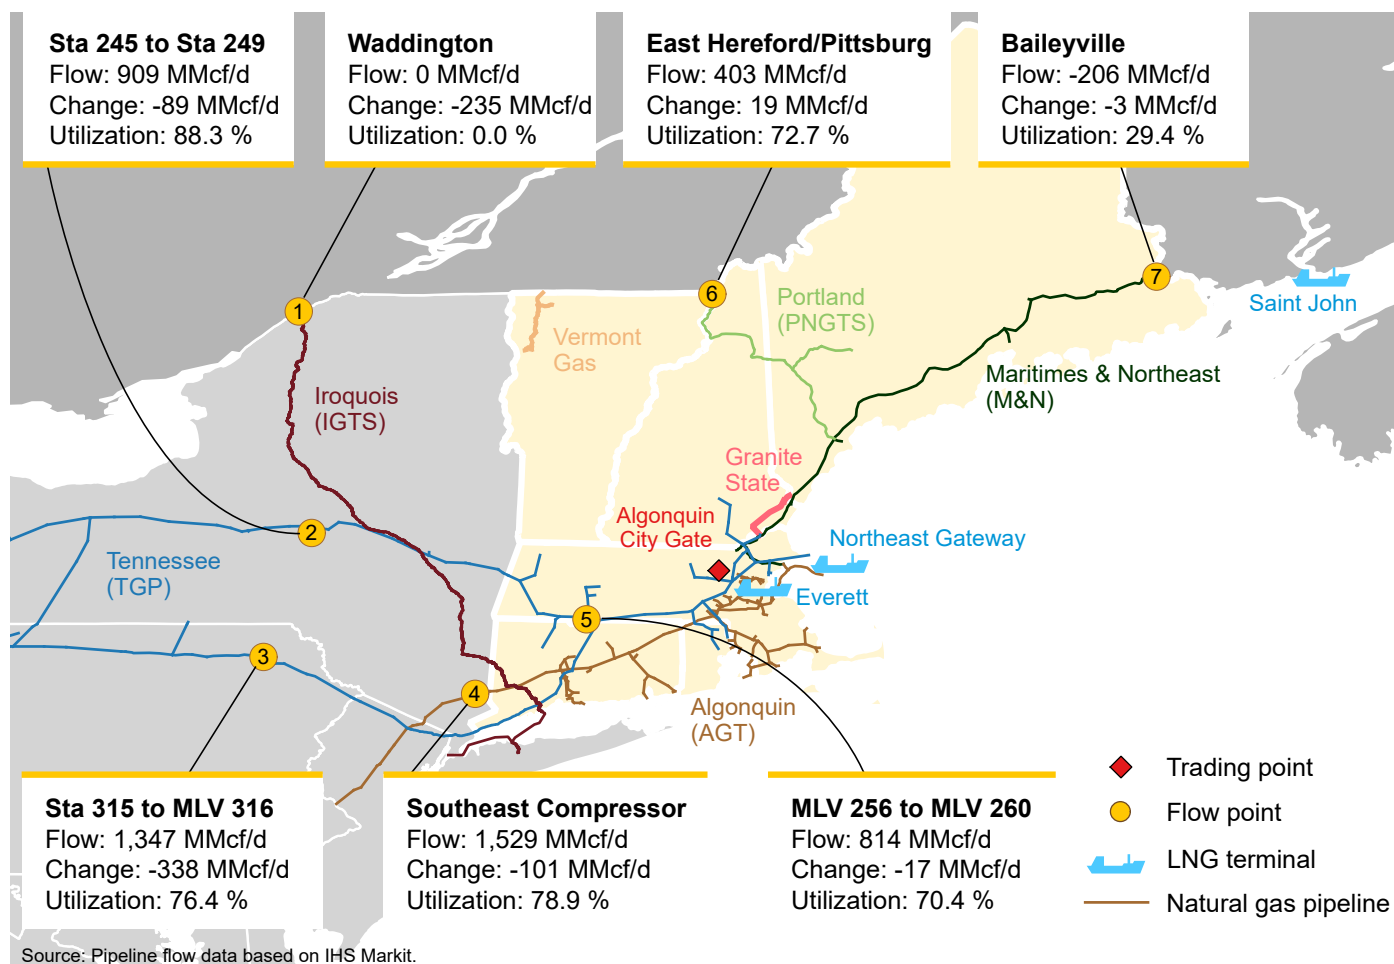 Sta 245 to Sta 249
Flow: 909 MMcf/d
Change: -89 MMcf/d
Utilization: 88.3 %
Waddington
Flow: 0 MMcf/d
Change: -235 MMcf/d
Utilization: 0.0 %
East Hereford/Pittsburg
Flow: 403 MMcf/d
Change: 19 MMcf/d
Utilization: 72.7 %
Baileyville
Flow: -206 MMcf/d
Change: -3 MMcf/d
Utilization: 29.4 %
7
6
1
Saint John
Portland
(PNGTS)
Vermont
Gas
Maritimes & Northeast
(M&N)
Iroquois
(IGTS)
Granite
State
Algonquin
City Gate
2
Northeast Gateway
Tennessee
(TGP)
Everett
5
3
4
Algonquin
(AGT)
Sta 315 to MLV 316
Flow: 1,347 MMcf/d
Change: -338 MMcf/d
Utilization: 76.4 %
Southeast Compressor
Flow: 1,529 MMcf/d
Change: -101 MMcf/d
Utilization: 78.9 %
MLV 256 to MLV 260
Flow: 814 MMcf/d
Change: -17 MMcf/d
Utilization: 70.4 %
Trading point
Flow point
LNG terminal
Natural gas pipeline
Source: Pipeline flow data based on IHS Markit.